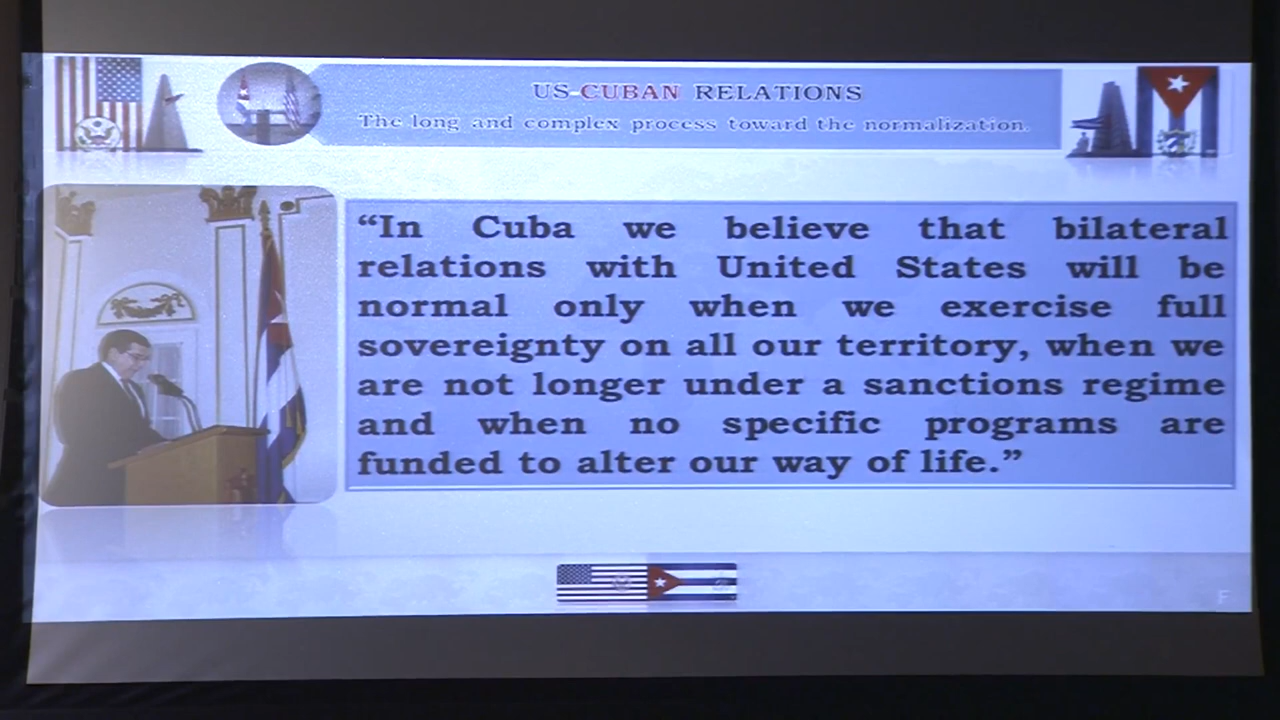 US-CUBAN RELATIONS
The long and complex process toward the normalization.
“In Cuba we believe that bilateral
relations with United States will be
normal only when we exercise full
sovereignty on all our territory, when we
are not longer under a sanctions regime
and when no specific programs are
funded to alter our way of life.”
F